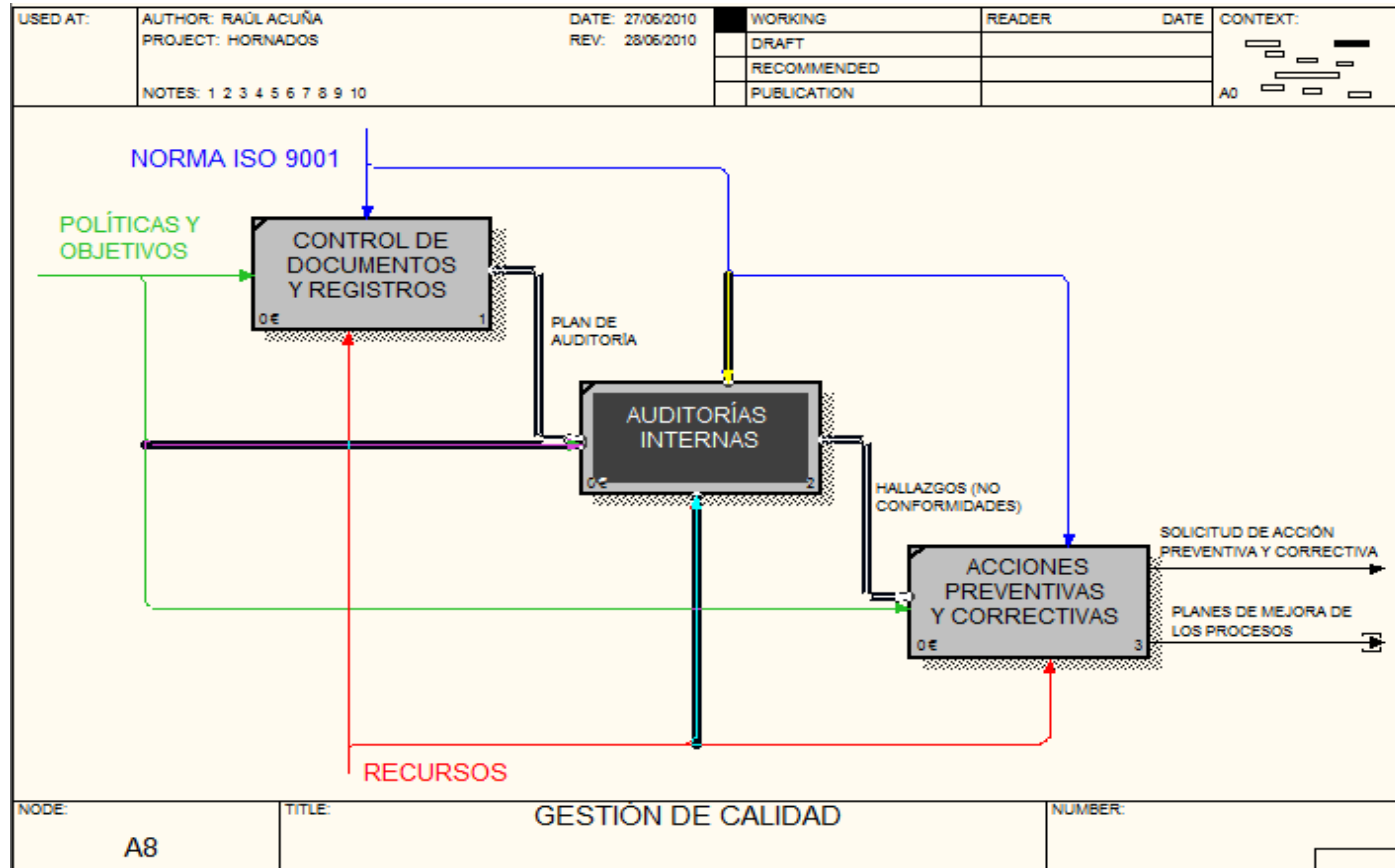 USED AT:
AUTHOR: RAÚL ACUÑA
DATE: 27/06/2010
PROJECT: HORNADOS
REV: 28/06/2010
NOTES: 1 2 3 4 5 6 7 8 9 10
WORKING
DRAFT
RECOMMENDED
PUBLICATION
READER
DATE
CONTEXT:
A0
NORMA ISO 9001
POLÍTICAS Y
OBJETIVOS
CONTROL DE
DOCUMENTOS
Y REGISTROS
0 €
1
PLAN DE
AUDITORÍA
AUDITORÍAS
INTERNAS
0 €
2
HALLAZGOS (NO
CONFORMIDADES)
ACCIONES
PREVENTIVAS
Y CORRECTIVAS
0 €
3
SOLICITUD DE ACCIÓN
PREVENTIVA Y CORRECTIVA
PLANES DE MEJORA DE
LOS PROCESOS
RECURSOS
NODE:
A8
TITLE:
GESTIÓN DE CALIDAD
NUMBER: